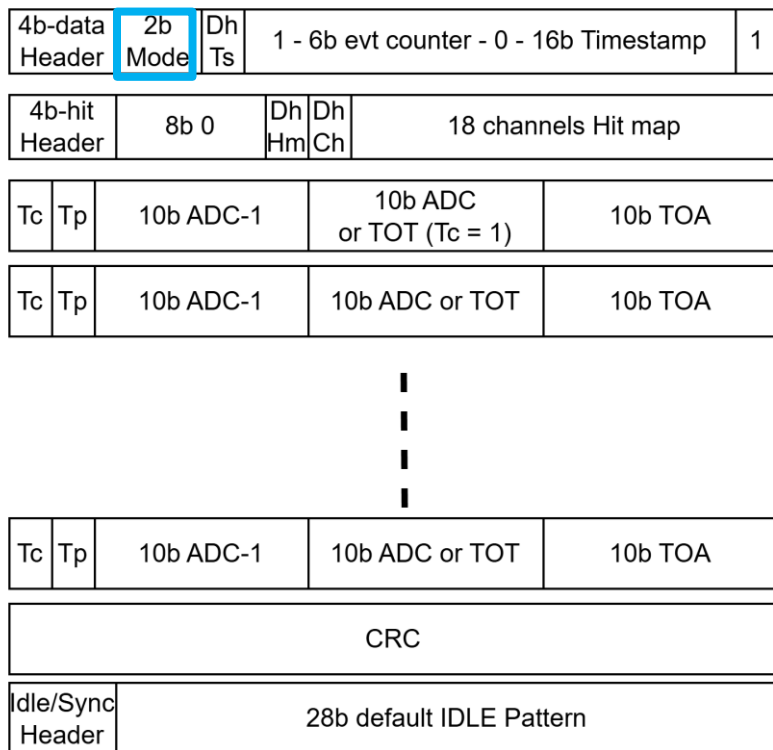 4b-data Header 2b Mode Dh Ts 1 - 6b evt counter - 0 - 16b Timestamp 1
4b-hit Header 8b 0 Dh Hm Dh Ch 18 channels Hit map
Tc Tp 10b ADC-1 10b ADC or TOT (Tc = 1) 10b TOA
Tc Tp 10b ADC-1 10b ADC or TOT 10b TOA
Tc Tp 10b ADC-1 10b ADC or TOT 10b TOA
CRC
Idle/Sync Header 28b default IDLE Pattern